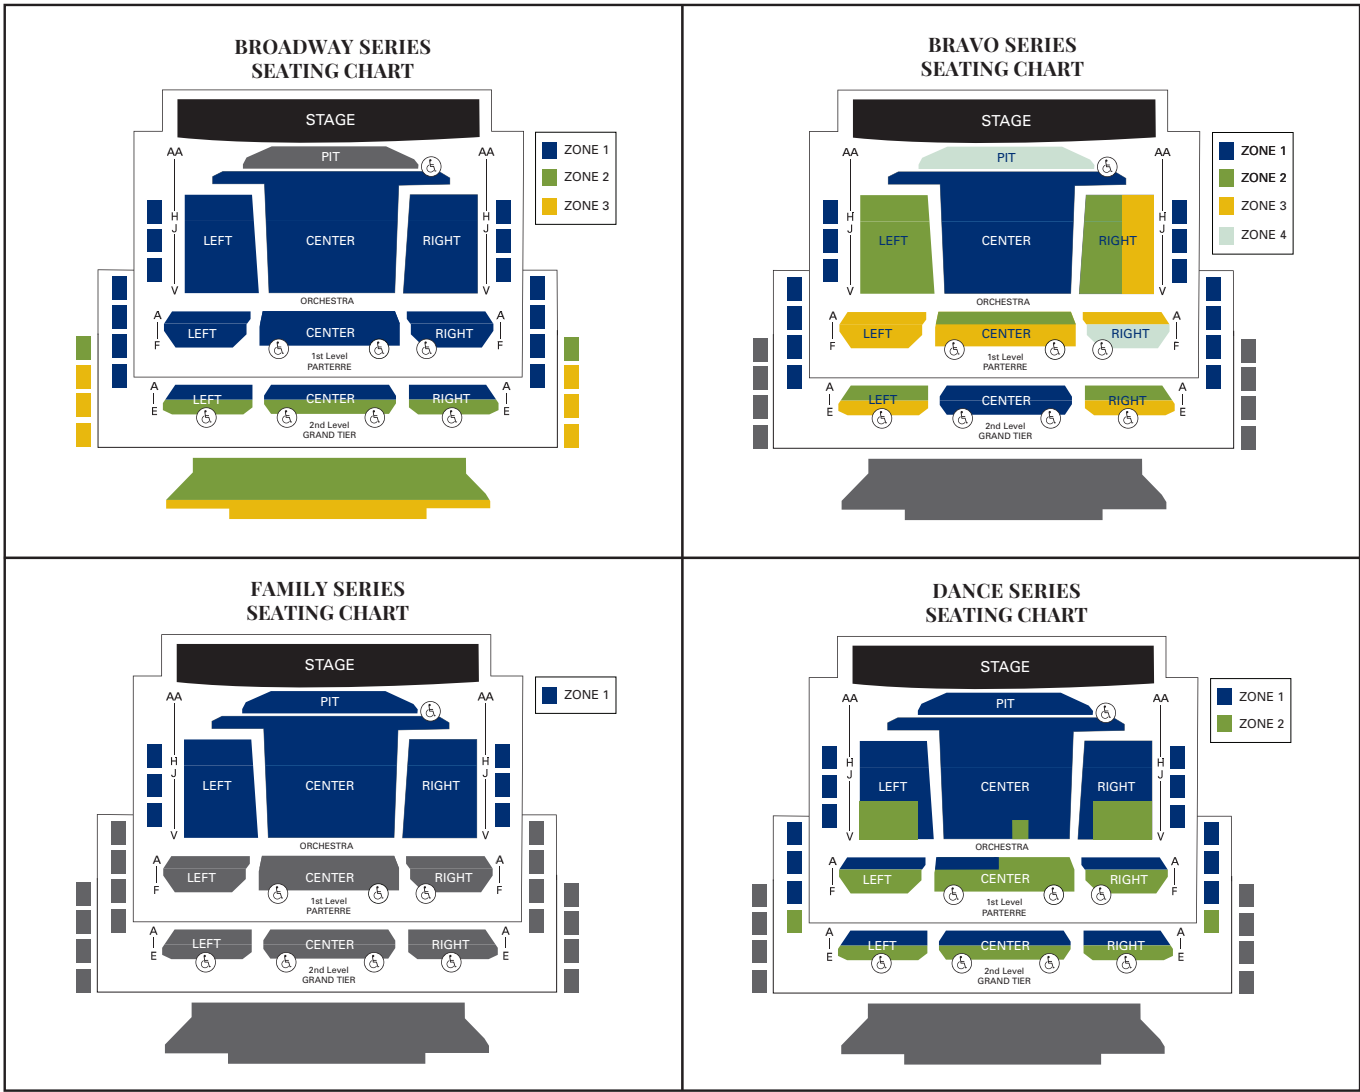 BROADWAY SERIES
SEATING CHART
STAGE
PIT
AA
AA
ZONE 1
ZONE 2
ZONE 3
H
J
H
J
LEFT
CENTER
RIGHT
V
V
ORCHESTRA
A
F
LEFT
CENTER
RIGHT
A
F
1st Level
PARTERRE
A
E
LEFT
CENTER
RIGHT
A
E
2nd Level
GRAND TIER
BRAVO SERIES
SEATING CHART
STAGE
PIT
AA
AA
ZONE 1
ZONE 2
ZONE 3
ZONE 4
H
J
H
J
LEFT
CENTER
RIGHT
V
V
ORCHESTRA
A
F
LEFT
CENTER
RIGHT
A
F
1st Level
PARTERRE
A
E
LEFT
CENTER
RIGHT
A
E
2nd Level
GRAND TIER
FAMILY SERIES
SEATING CHART
STAGE
PIT
AA
AA
ZONE 1
H
J
H
J
LEFT
CENTER
RIGHT
V
V
ORCHESTRA
A
F
LEFT
CENTER
RIGHT
A
F
1st Level
PARTERRE
A
E
LEFT
CENTER
RIGHT
A
E
2nd Level
GRAND TIER
DANCE SERIES
SEATING CHART
STAGE
PIT
AA
AA
ZONE 1
ZONE 2
H
J
H
J
LEFT
CENTER
RIGHT
V
V
ORCHESTRA
A
F
LEFT
CENTER
RIGHT
A
F
1st Level
PARTERRE
A
E
LEFT
CENTER
RIGHT
A
E
2nd Level
GRAND TIER